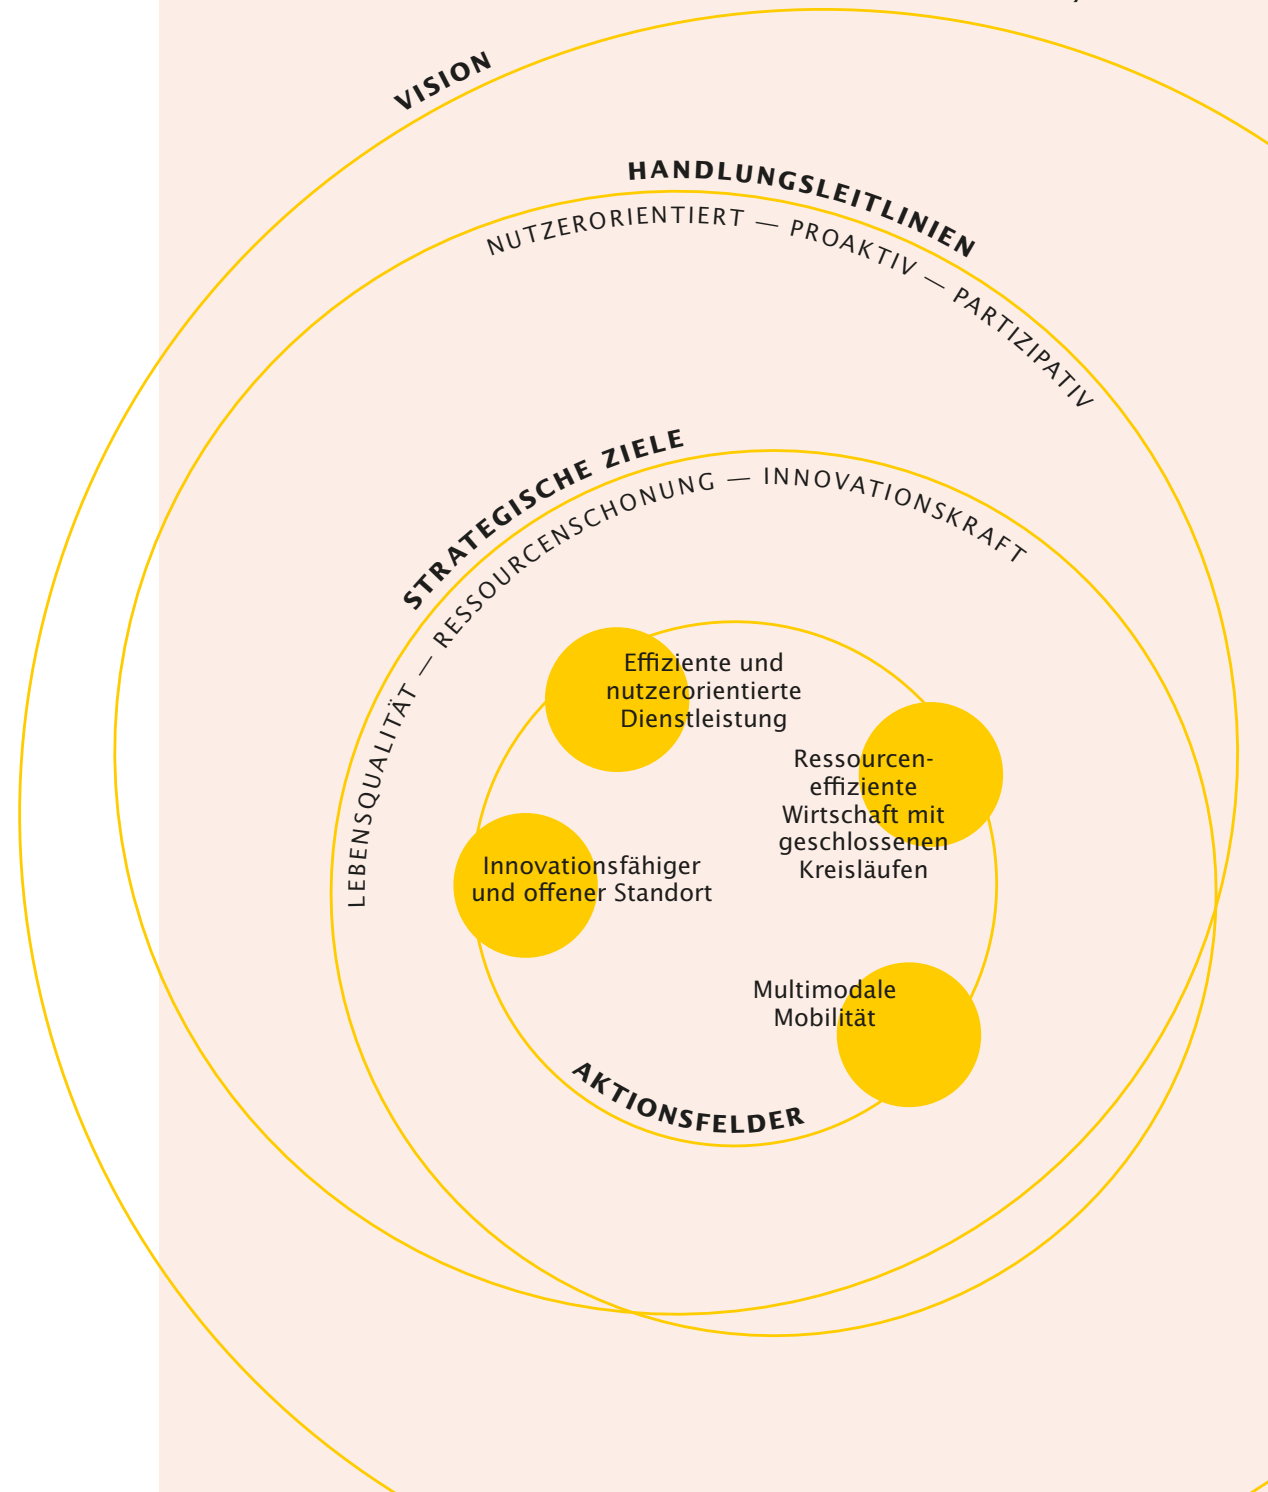 VISION
HANDLUNGSLEITLINIEN
NUTZERORIENTIERT — PROAKTIV — PARTIZIPATIV
STRATEGISCHE ZIELE
LEBENSQUALITÄT — RESSOURCENSCHONUNG — INNOVATIONSKRAFT
Effiziente und
nutzerorientierte
Dienstleistung
Ressourcen-
effiziente
Wirtschaft mit
geschlossenen
Kreisläufen
Innovationsfähiger
und offener Standort
Multimodale
Mobilität
AKTIONSFELDER